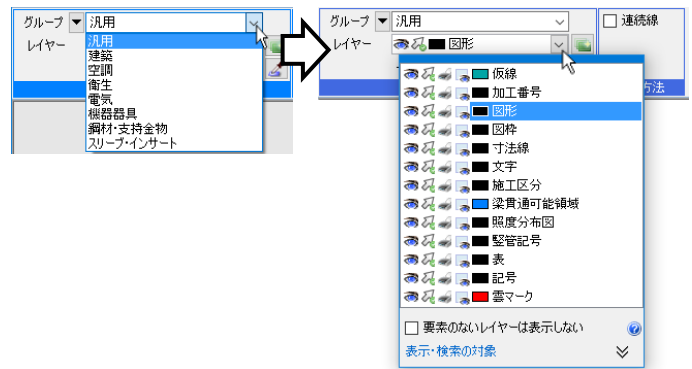 グループ ▼ 汎用
レイヤー
汎用
建築
空調
衛生
電気
機器器具
鋼材・支持金物
スリーブ・インサート
グループ ▼ 汎用
レイヤー 図形
連続線
方法
仮線
加工番号
図形
図枠
寸法線
文字
施工区分
梁貫通可能領域
照度分布図
竪管記号
表
記号
雲マーク
要素のないレイヤーは表示しない
表示・検索の対象